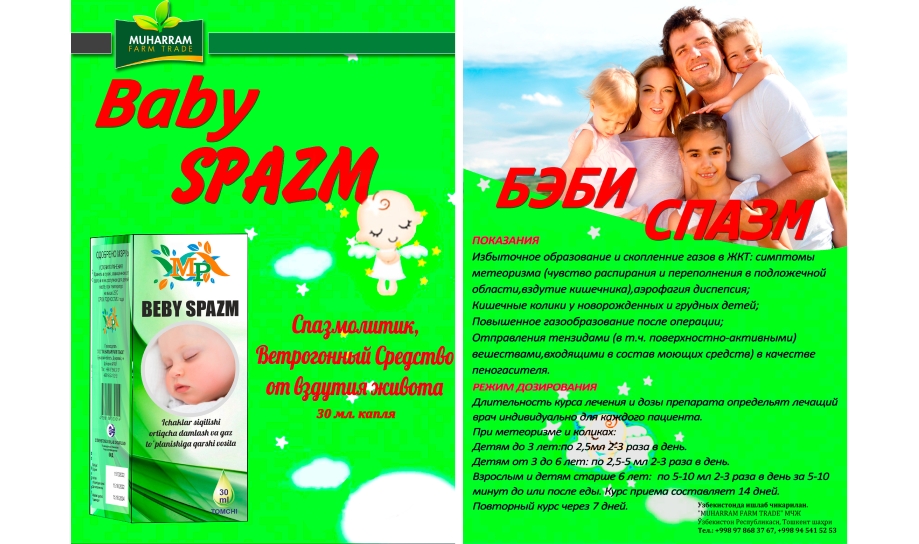 MUHARRAM
FARM TRADE
Baby
SPAZM
MP
BEBY SPAZM
Ichaklar siqilishi
ortiqcha damlash va gaz
to'planishiga qarshi vosita
30
ml
TOMCHI
Спазмолитик,
Ветрогонный Средство
от вздутия живота
30 мл. капля
БЭБИ
СПАЗМ
ПОКАЗАНИЯ
Избыточное образование и скопление газов в ЖКТ: симптомы
метеоризма (чувство распирания и переполнения в подложечной
области,вздутие кишечника),аэрофагия диспепсия;
Кишечные колики у новорожденных и грудных детей;
Повышенное газообразование после операции;
Отправления тензидами (в т.ч. поверхностно-активными)
веществами,входящими в состав моющих средств) в качестве
пеногасителя.
РЕЖИМ ДОЗИРОВАНИЯ
Длительность курса лечения и дозы препарата определьят лечащий
врач индивидуально для каждого пациента.
При метеоризме и коликах:
Детям до 3 лет:по 2,5мл 2-3 раза в день.
Детям от 3 до 6 лет: по 2,5-5 мл 2-3 раза в день.
Взрослым и детям старше 6 лет: по 5-10 мл 2-3 раза в день за 5-10
минут до или после еды. Курс приема составляет 14 дней.
Повторный курс через 7 дней.
Узбекистонда ишлаб чикарилан.
"MUHARRAM FARM TRADE" МЧОК
Ўзбекистон Республикаси, Тошкент шахри
Тел.: +998 97 868 37 67, +998 94 541 52 53